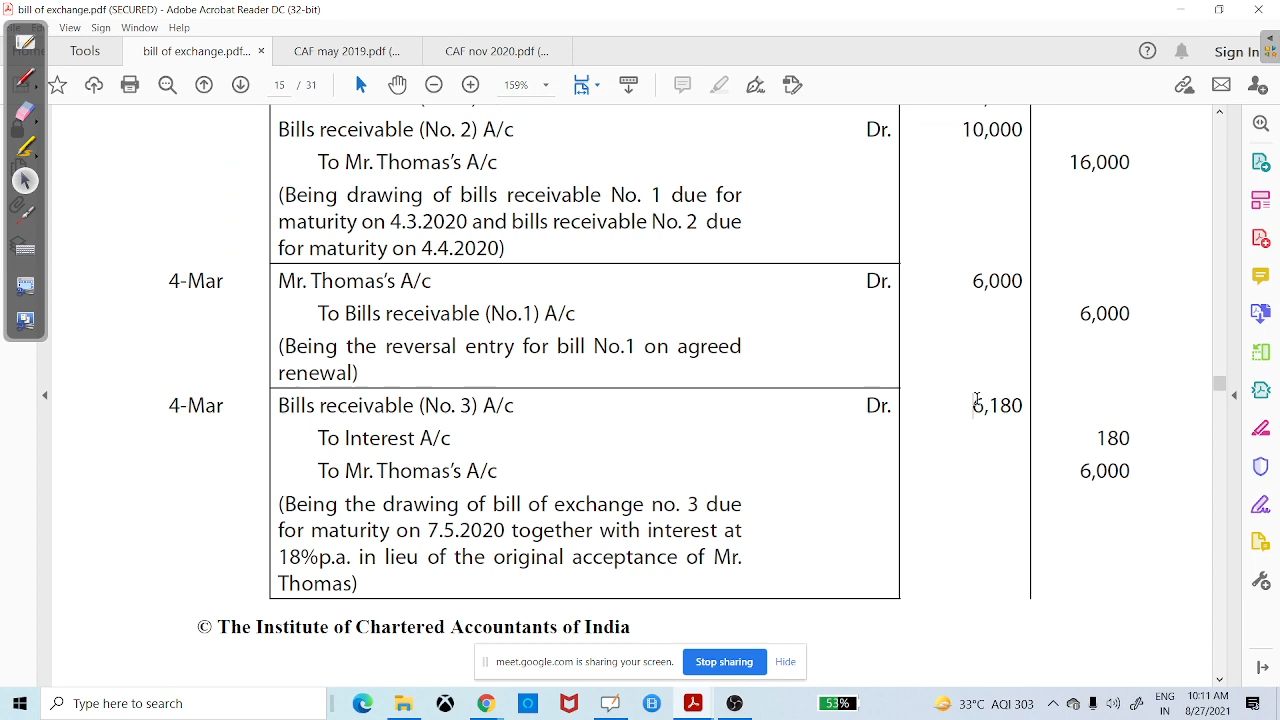 bill of exchange.pdf (SECURED) - Adobe Acrobat Reader DC (32-bit)
View Sign Window Help
Tools
bill of exchange.pdf... ×
CAF may 2019.pdf (...
CAF nov 2020.pdf (...
Sign In
15 / 31
159%
Bills receivable (No. 2) A/c Dr. 10,000
To Mr. Thomas's A/c 16,000
(Being drawing of bills receivable No. 1 due for
maturity on 4.3.2020 and bills receivable No. 2 due
for maturity on 4.4.2020)
4-Mar Mr. Thomas's A/c Dr. 6,000
To Bills receivable (No.1) A/c 6,000
(Being the reversal entry for bill No.1 on agreed
renewal)
4-Mar Bills receivable (No. 3) A/c Dr. 6,180
To Interest A/c 180
To Mr. Thomas's A/c 6,000
(Being the drawing of bill of exchange no. 3 due
for maturity on 7.5.2020 together with interest at
18%p.a. in lieu of the original acceptance of Mr.
Thomas)
© The Institute of Chartered Accountants of India
meet.google.com is sharing your screen. Stop sharing Hide
Type here to search
53%
33°C AQI 303
ENG
IN
10:11 AM
8/27/2021